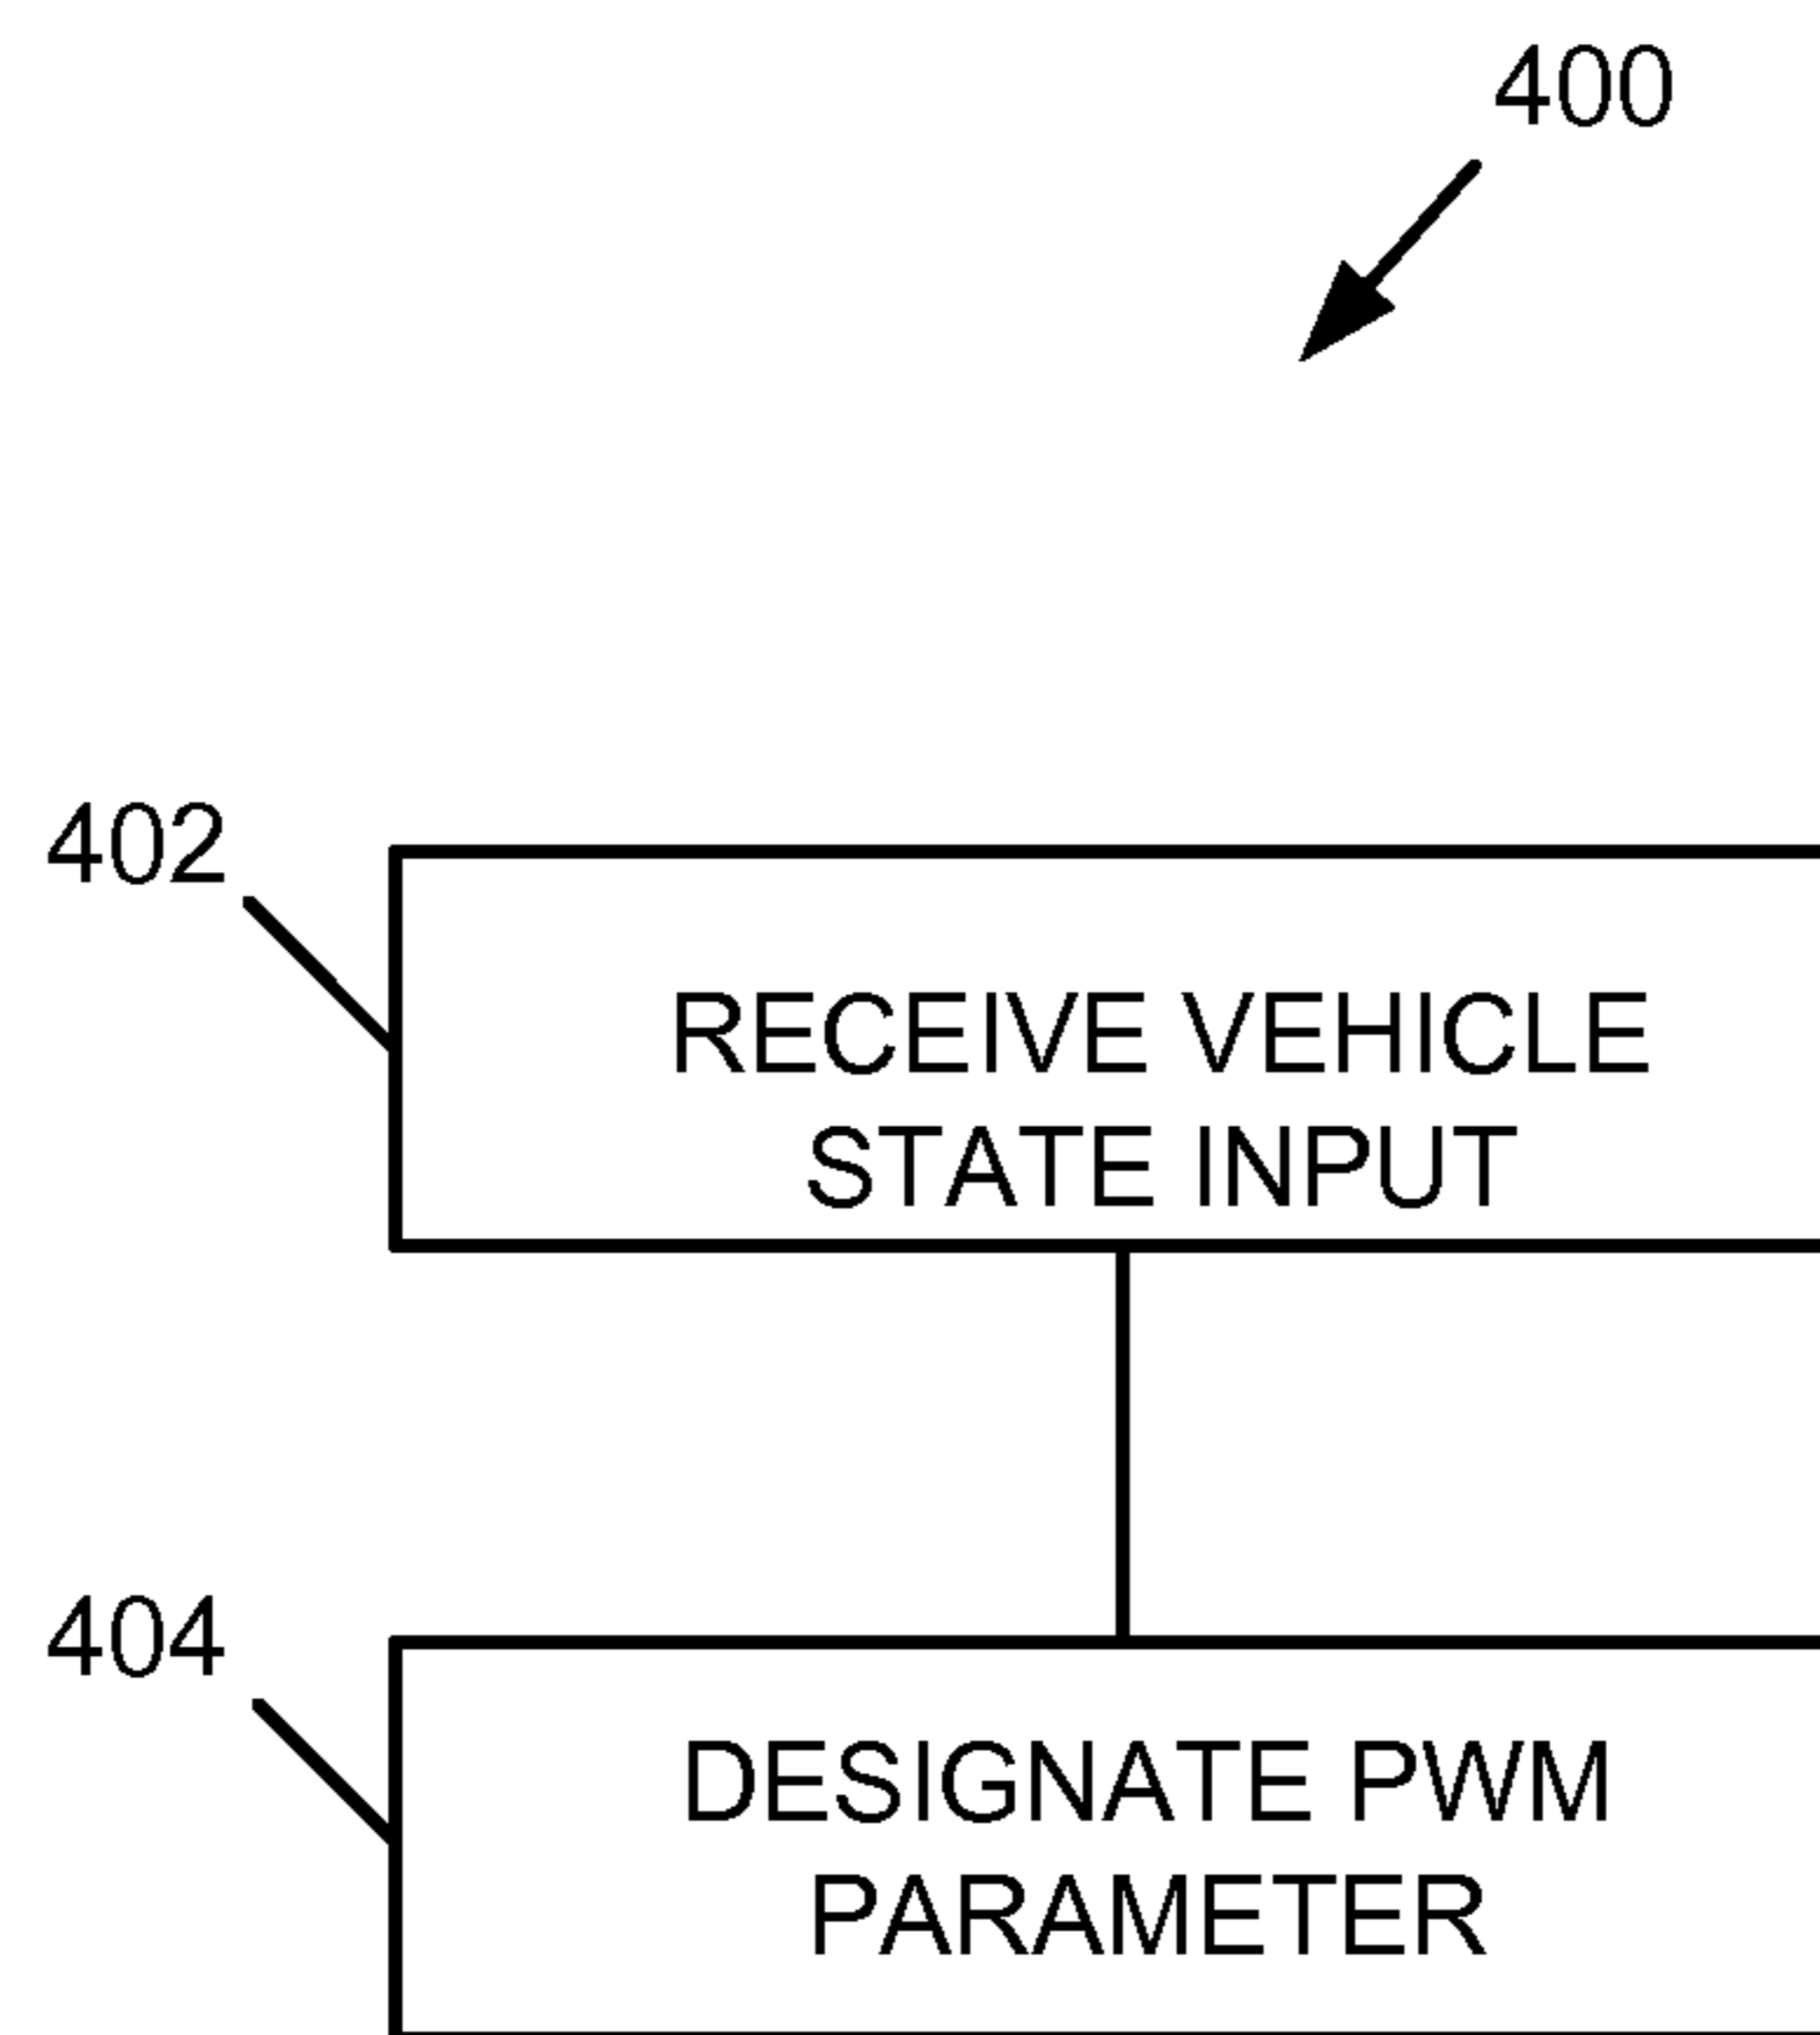 400
402
RECEIVE VEHICLE
STATE INPUT
404
DESIGNATE PWM
PARAMETER